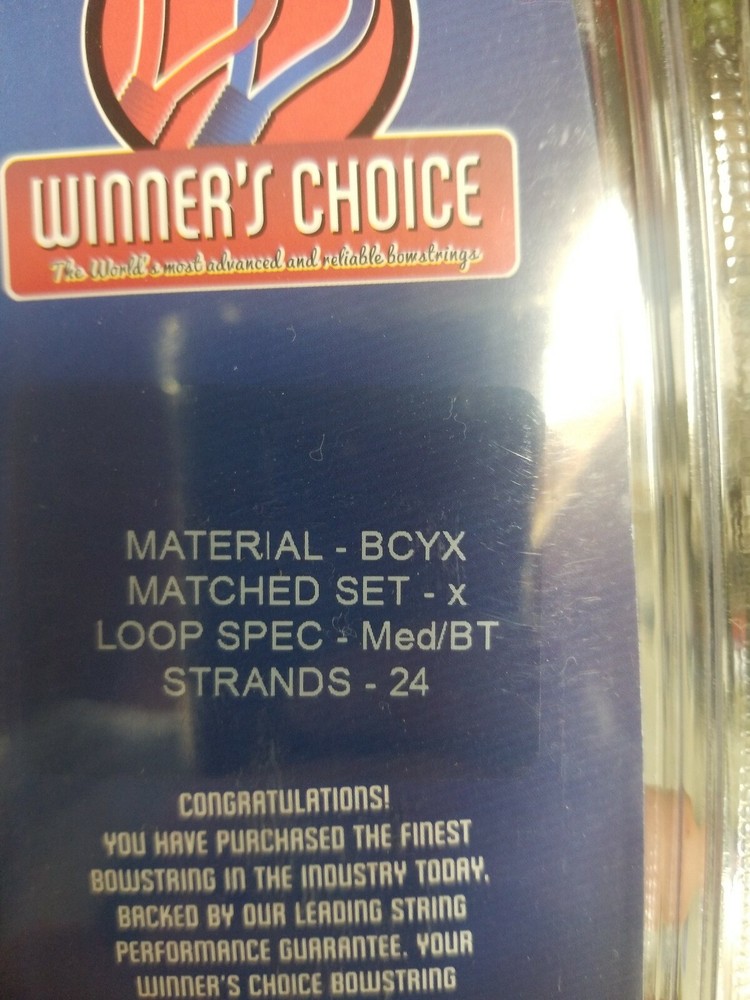 WINNER'S CHOICE
The World's most advanced and reliable bowstrings
MATERIAL - BCYX
MATCHED SET - x
LOOP SPEC - Med/BT
STRANDS - 24
CONGRATULATIONS!
YOU HAVE PURCHASED THE FINEST
BOWSTRING IN THE INDUSTRY TODAY,
BACKED BY OUR LEADING STRING
PERFORMANCE GUARANTEE. YOUR
WINNER'S CHOICE BOWSTRING